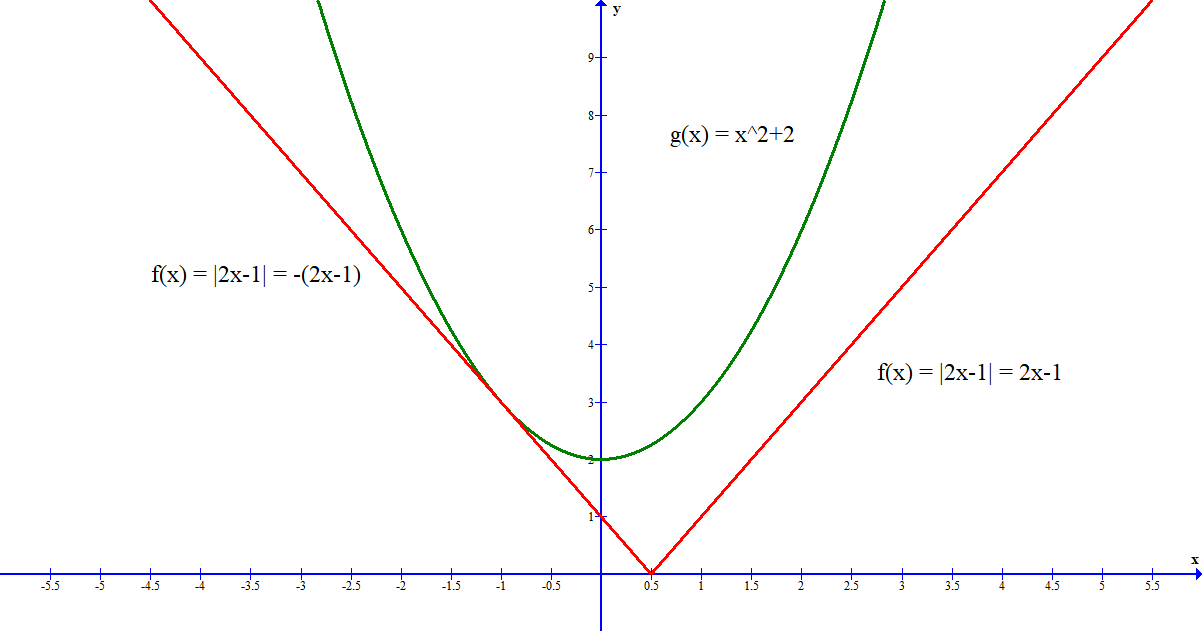 y
9
8
g(x) = x^2+2
7
6
f(x) = |2x-1| = -(2x-1)
5
4
f(x) = |2x-1| = 2x-1
3
2
1
x
-5.5 -5 -4.5 -4 -3.5 -3 -2.5 -2 -1.5 -1 -0.5 0.5 1 1.5 2 2.5 3 3.5 4 4.5 5 5.5